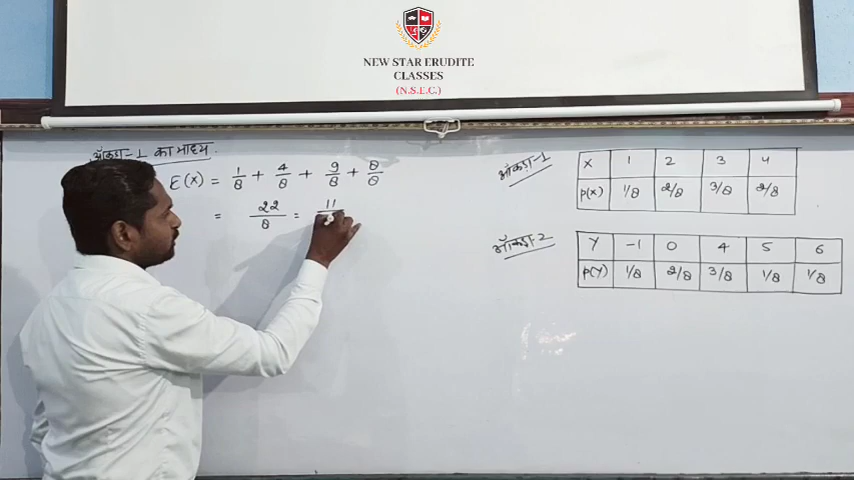 NEW STAR ERUDITE
CLASSES
(N.S.E.C.)
आँकड़ा-1 का माध्य.
E(X) = 1/8 + 4/8 + 9/8 + 8/8
= 22/8 = 11
आँकड़ा-1
X 1 2 3 4
P(X) 1/8 2/8 3/8 2/8
आँकड़ा-2
Y -1 0 4 5 6
P(Y) 1/8 2/8 3/8 1/8 1/8